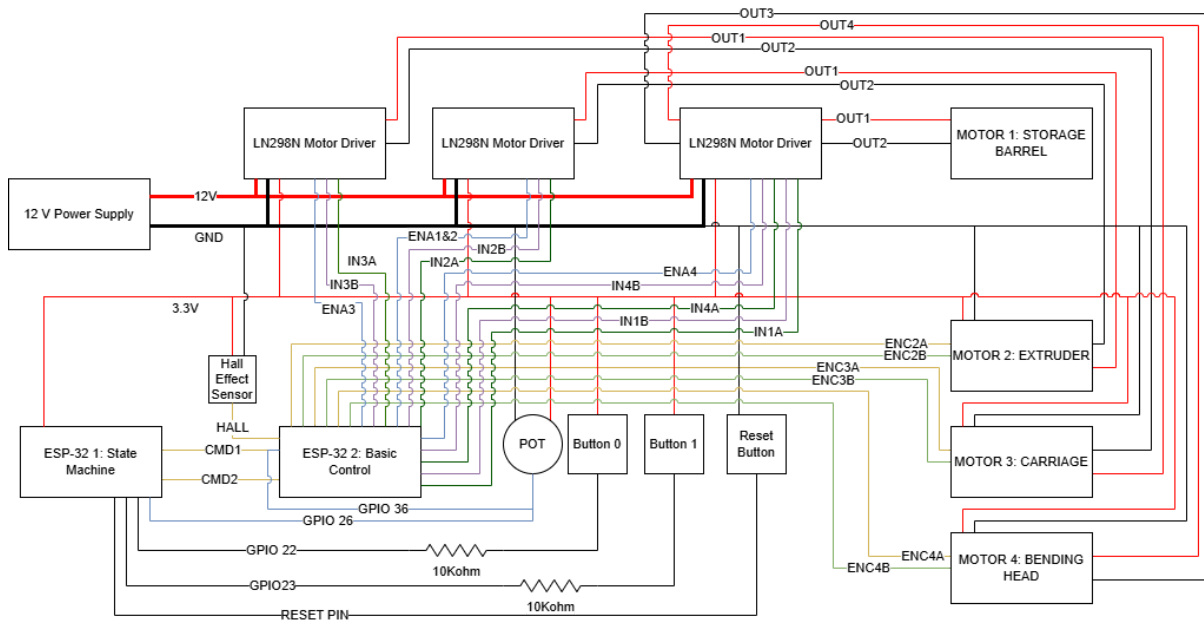 OUT3
OUT4
OUT1
OUT2
OUT1
OUT2
LN298N Motor Driver
LN298N Motor Driver
LN298N Motor Driver
OUT1
OUT2
MOTOR 1: STORAGE
BARREL
12 V Power Supply
12V
GND
ENA1&2
IN2B
IN2A
IN3A
IN3B
ENA3
ENA4
IN4B
IN4A
IN1B
IN1A
3.3V
Hall
Effect
Sensor
ENC2A
ENC2B
MOTOR 2: EXTRUDER
ENC3A
ENC3B
HALL
ESP-32 1: State
Machine
CMD1
CMD2
ESP-32 2: Basic
Control
POT
Button 0
Button 1
Reset
Button
MOTOR 3: CARRIAGE
GPIO 36
GPIO 26
GPIO 22
10Kohm
GPIO23
10Kohm
RESET PIN
ENC4A
ENC4B
MOTOR 4: BENDING
HEAD